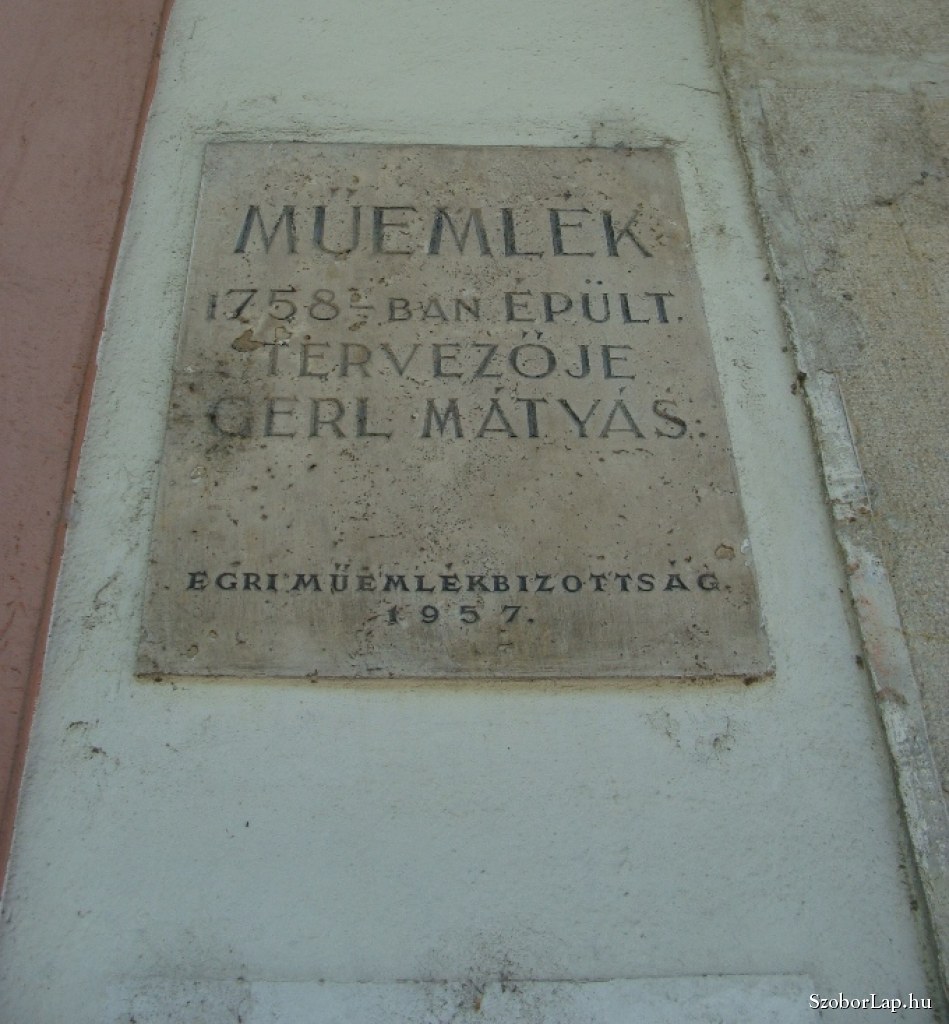 MŰEMLÉK
1758-BAN ÉPÜLT.
TERVEZŐJE
GERL MÁTYÁS.
EGRI MŰEMLÉKBIZOTTSÁG.
1957.
SzoborLap.hu